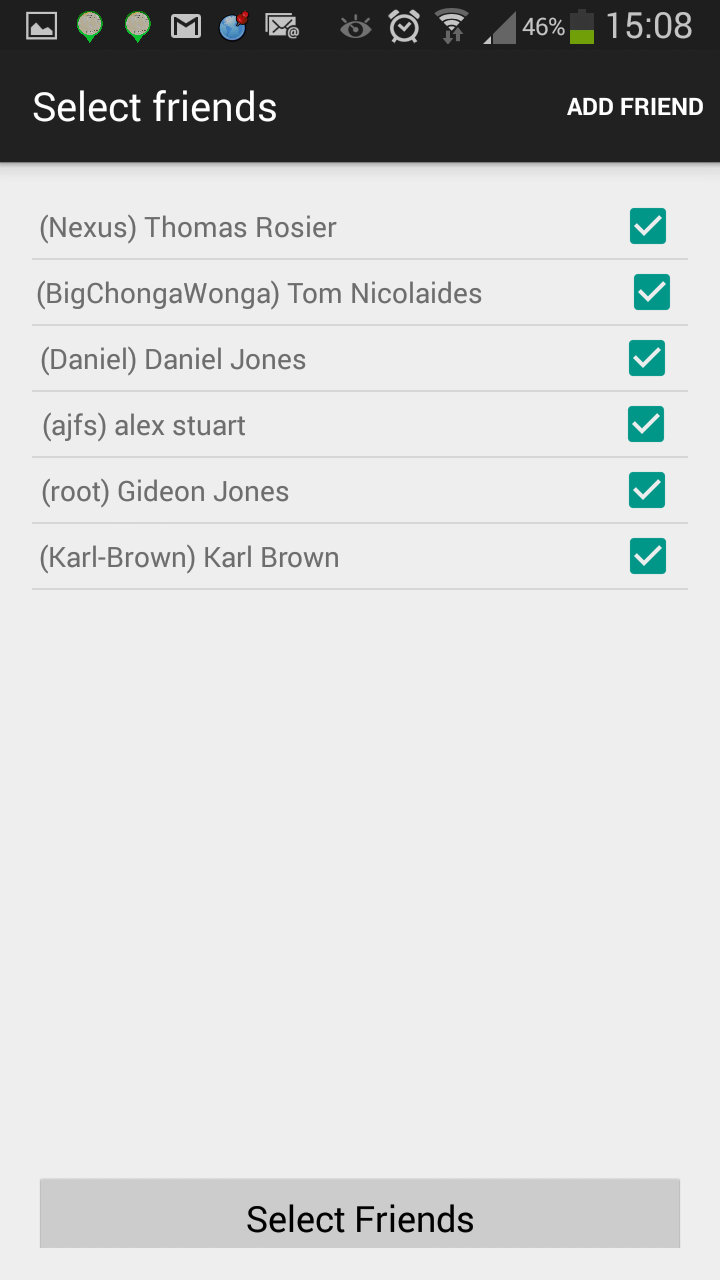 46% 15:08
Select friends ADD FRIEND
(Nexus) Thomas Rosier
(BigChongaWonga) Tom Nicolaides
(Daniel) Daniel Jones
(ajfs) alex stuart
(root) Gideon Jones
(Karl-Brown) Karl Brown
Select Friends